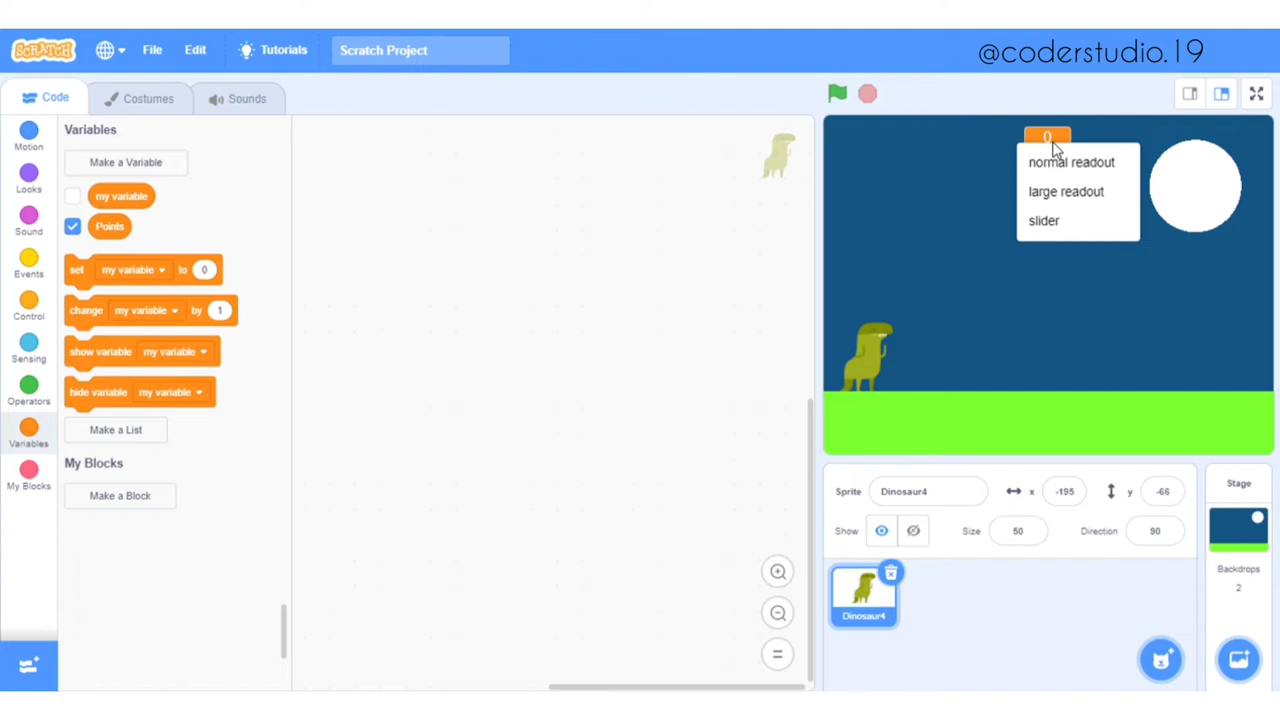 SCRATCH File Edit Tutorials Scratch Project @coderstudio.19
Code Costumes Sounds
Motion
Looks
Sound
Events
Control
Sensing
Operators
Variables
My Blocks
Variables
Make a Variable
my variable
Points
set my variable to 0
change my variable by 1
show variable my variable
hide variable my variable
Make a List
My Blocks
Make a Block
0
normal readout
large readout
slider
Sprite Dinosaur4 x -195 y -66
Show Size 50 Direction 90
Dinosaur4
Stage
Backdrops
2